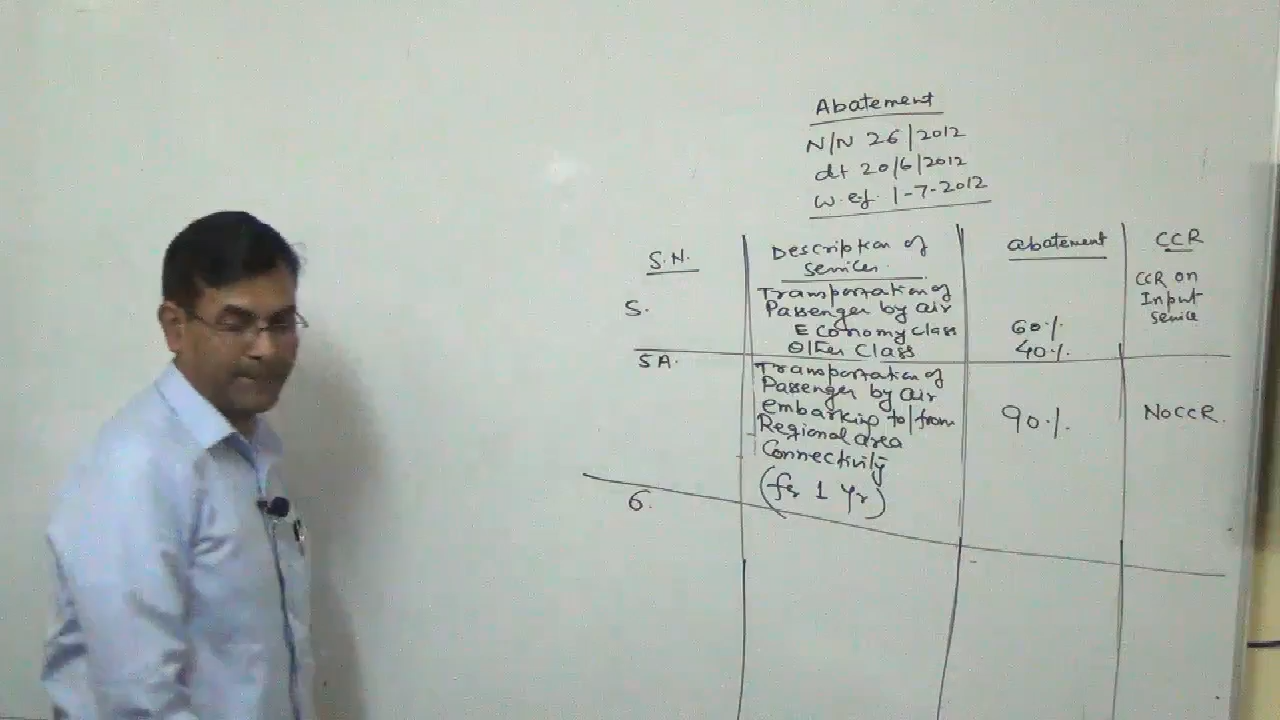 Abatement
N/N 26/2012
dt 20/6/2012
w.e.f. 1-7-2012
S.N.
Description of
services.
abatement
CCR
5.
Transportation of
Passenger by air
Economy class
60%
Other Class
40%
CCR on
Input
service
5A.
Transportation of
Passenger by air
embarking to/from
Regional area
Connectivity
(for 1 Yr)
90%
No CCR.
6.